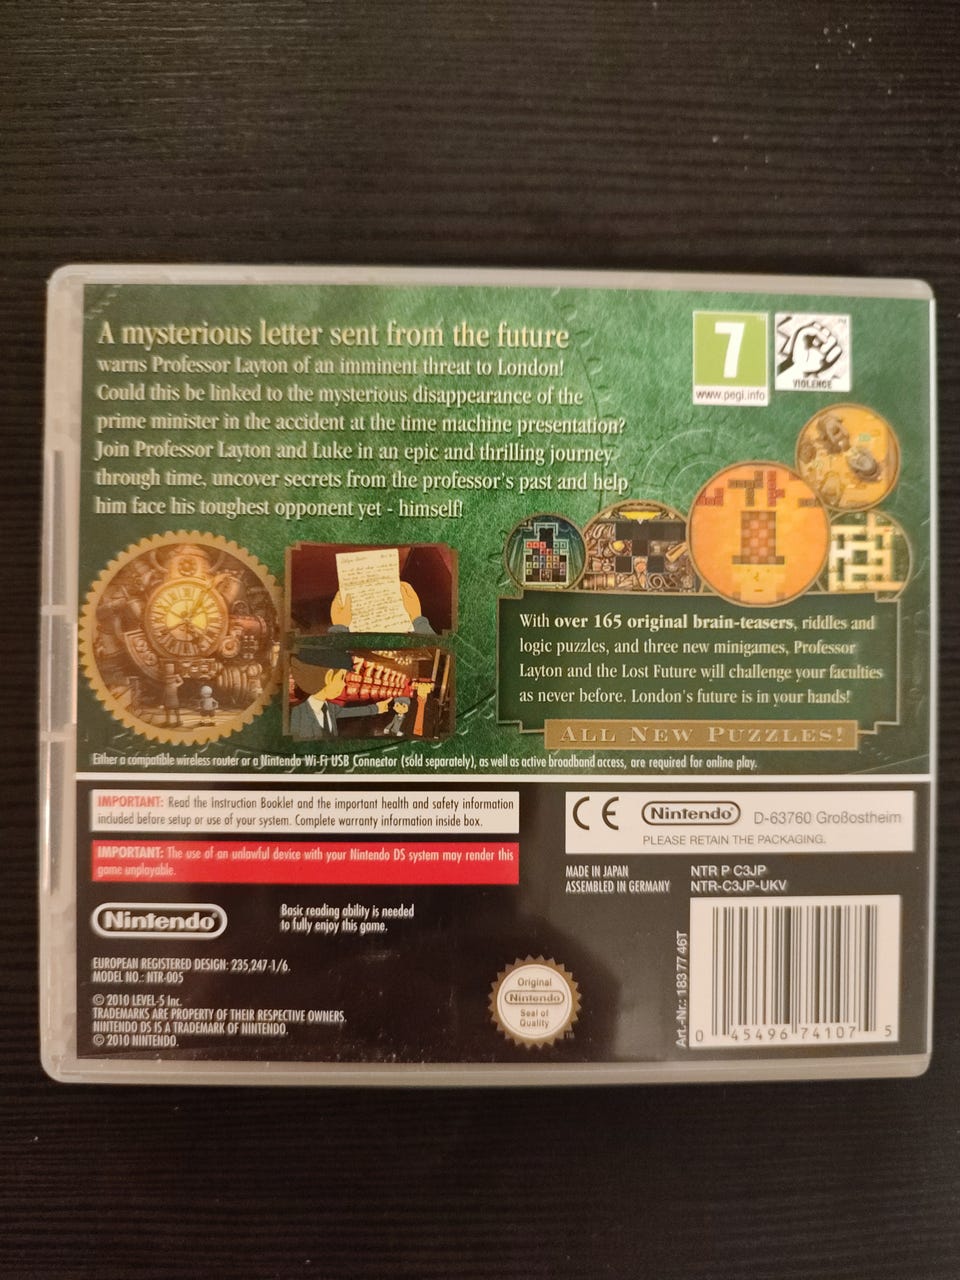 A mysterious letter sent from the future
warns Professor Layton of an imminent threat to London!
Could this be linked to the mysterious disappearance of the
prime minister in the accident at the time machine presentation?
Join Professor Layton and Luke in an epic and thrilling journey
through time, uncover secrets from the professor's past and help
him face his toughest opponent yet - himself!
7
www.pegi.info
VIOLENCE
With over 165 original brain-teasers, riddles and
logic puzzles, and three new minigames, Professor
Layton and the Lost Future will challenge your faculties
as never before. London's future is in your hands!
ALL NEW PUZZLES!
Either a compatible wireless router or a Nintendo Wi-Fi USB Connector (sold separately), as well as active broadband access, are required for online play.
IMPORTANT: Read the Instruction Booklet and the important health and safety information
included before setup or use of your system. Complete warranty information inside box.
IMPORTANT: The use of an unlawful device with your Nintendo DS system may render this
game unplayable.
CE Nintendo D-63760 Großostheim
PLEASE RETAIN THE PACKAGING.
MADE IN JAPAN
ASSEMBLED IN GERMANY
NTR P C3JP
NTR-C3JP-UKV
Nintendo
Basic reading ability is needed
to fully enjoy this game.
EUROPEAN REGISTERED DESIGN: 235,247-1/6.
MODEL NO.: NTR-005
© 2010 LEVEL-5 Inc.
TRADEMARKS ARE PROPERTY OF THEIR RESPECTIVE OWNERS.
NINTENDO DS IS A TRADEMARK OF NINTENDO.
© 2010 NINTENDO.
Original
Nintendo
Seal of
Quality
TM
Art.-Nr.: 183 77 46T
0 45496 74107 5